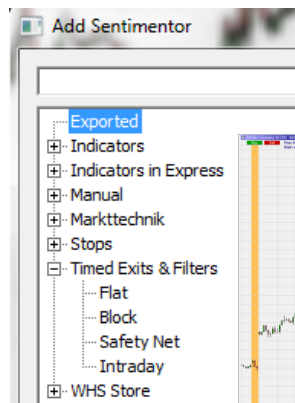 Add Sentimentor
Exported
Indicators
Indicators in Express
Manual
Markttechnik
Stops
Timed Exits & Filters
Flat
Block
Safety Net
Intraday
WHS Store